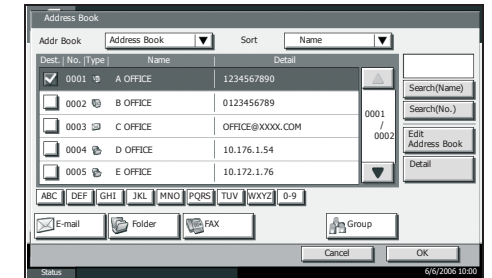 Address Book
Addr Book Address Book Sort Name
Dest. No. Type Name Detail
0001 A OFFICE 1234567890
0002 B OFFICE 0123456789
0003 C OFFICE OFFICE@XXXX.COM
0004 D OFFICE 10.176.1.54
0005 E OFFICE 10.172.1.76
0001
/
0002
Search(Name)
Search(No.)
Edit
Address Book
Detail
ABC DEF GHI JKL MNO PQRS TUV WXYZ 0-9
E-mail Folder FAX Group
Cancel OK
Status 6/6/2006 10:00